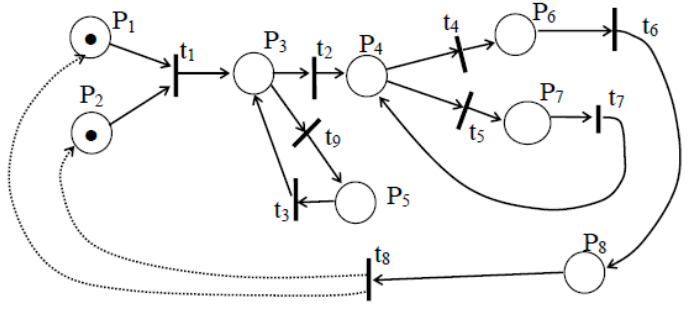 P₁
t₁
P₂
P₃
t₂
P₄
t₄
P₆
t₆
t₅
P₇
t₇
t₉
t₃
P₅
t₈
P₈